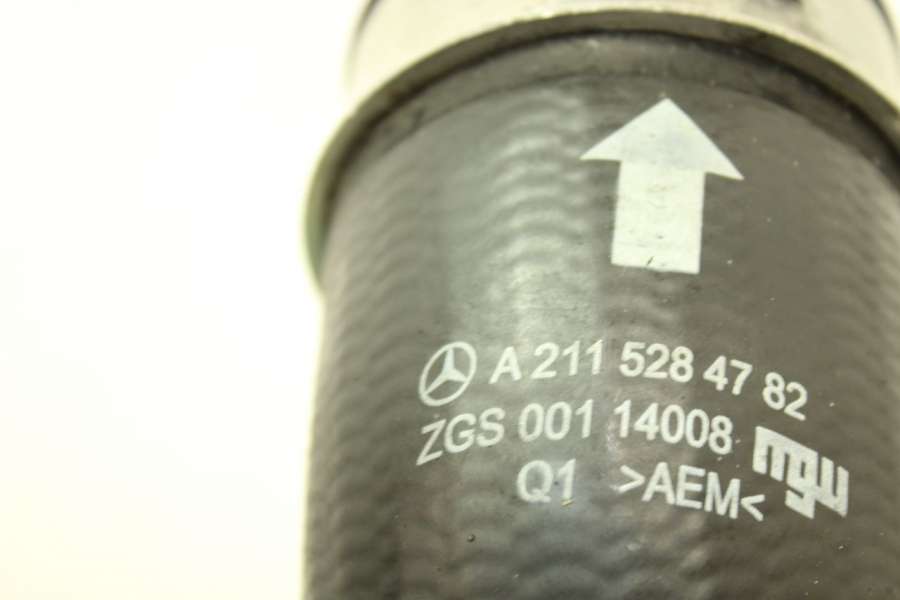 A 211 528 47 82
ZGS 001 14008
Q1 >AEM< mgu